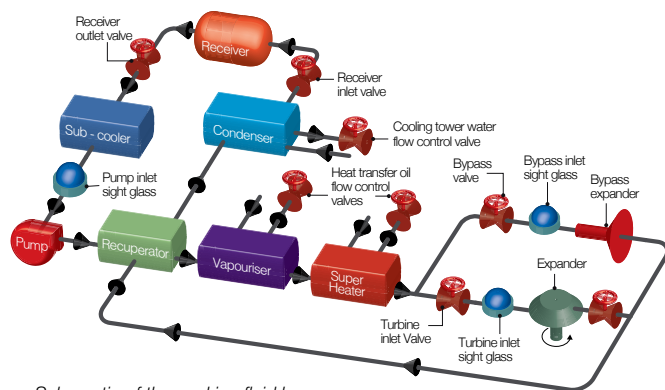 Receiver
outlet valve
Receiver
Receiver
inlet valve
Sub - cooler
Condenser
Cooling tower water
flow control valve
Pump inlet
sight glass
Heat transfer oil
flow control
valves
Bypass
valve
Bypass inlet
sight glass
Bypass
expander
Pump
Recuperator
Vapouriser
Super
Heater
Expander
Turbine
inlet Valve
Turbine inlet
sight glass